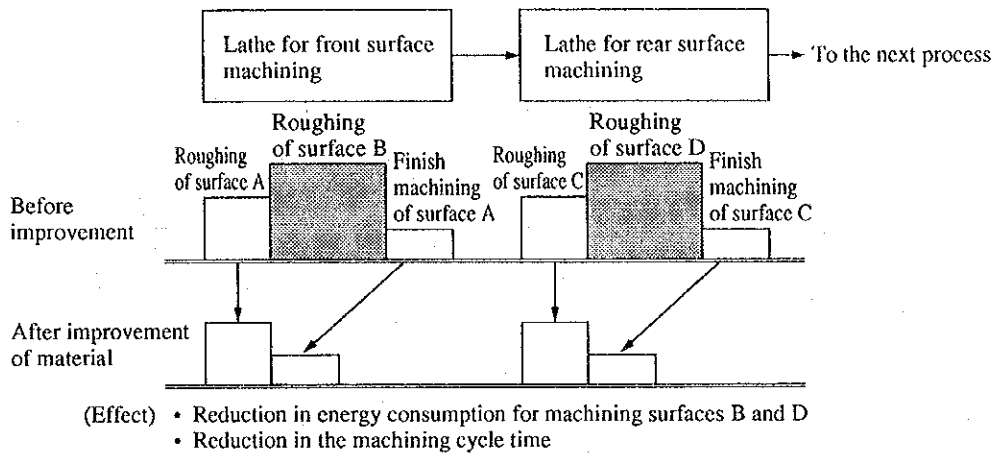 Lathe for front surface
machining
Lathe for rear surface
machining
To the next process
Roughing
of surface A
Roughing
of surface B
Finish
machining
of surface A
Roughing
of surface C
Roughing
of surface D
Finish
machining
of surface C
Before
improvement
After improvement
of material
(Effect) • Reduction in energy consumption for machining surfaces B and D
• Reduction in the machining cycle time